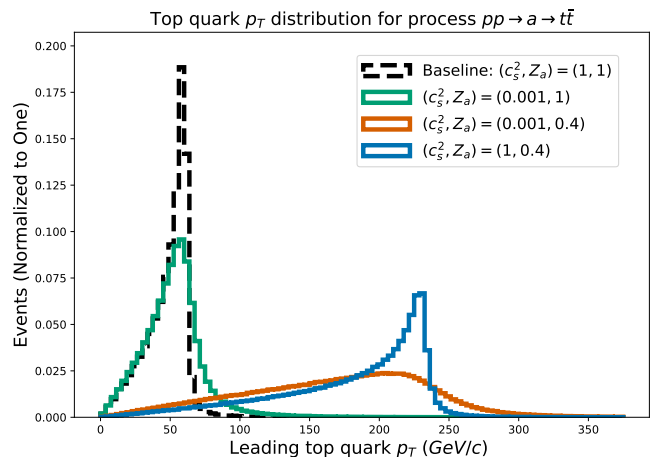 Top quark $p_T$ distribution for process $pp \to a \to t\bar{t}$
Events (Normalized to One)
0.200
0.175
0.150
0.125
0.100
0.075
0.050
0.025
0.000
Baseline: $(c_s^2, Z_a) = (1, 1)$
$(c_s^2, Z_a) = (0.001, 1)$
$(c_s^2, Z_a) = (0.001, 0.4)$
$(c_s^2, Z_a) = (1, 0.4)$
0 50 100 150 200 250 300 350
Leading top quark $p_T$ $(GeV/c)$